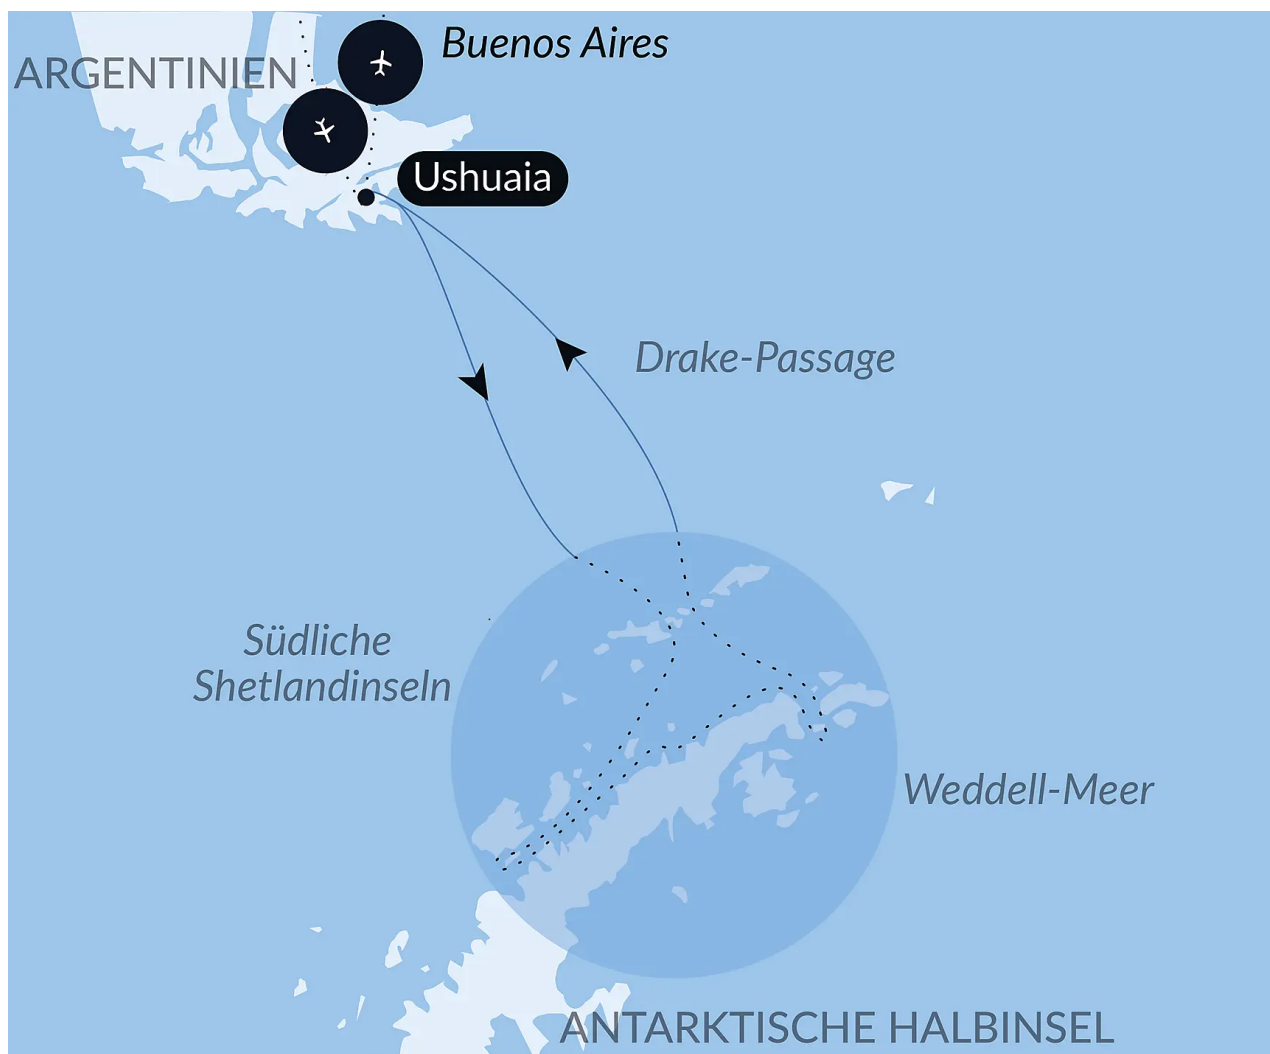 Buenos Aires
ARGENTINIEN
Ushuaia
Drake-Passage
Südliche
Shetlandinseln
Weddell-Meer
ANTARKTISCHE HALBINSEL